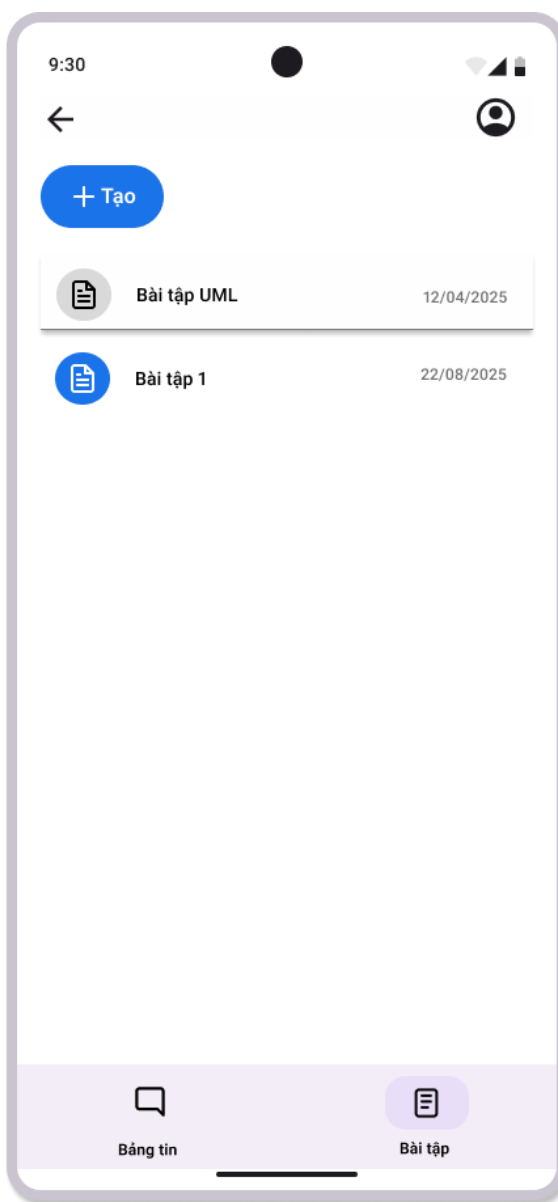 9:30
+ Tạo
Bài tập UML 12/04/2025
Bài tập 1 22/08/2025
Bảng tin Bài tập